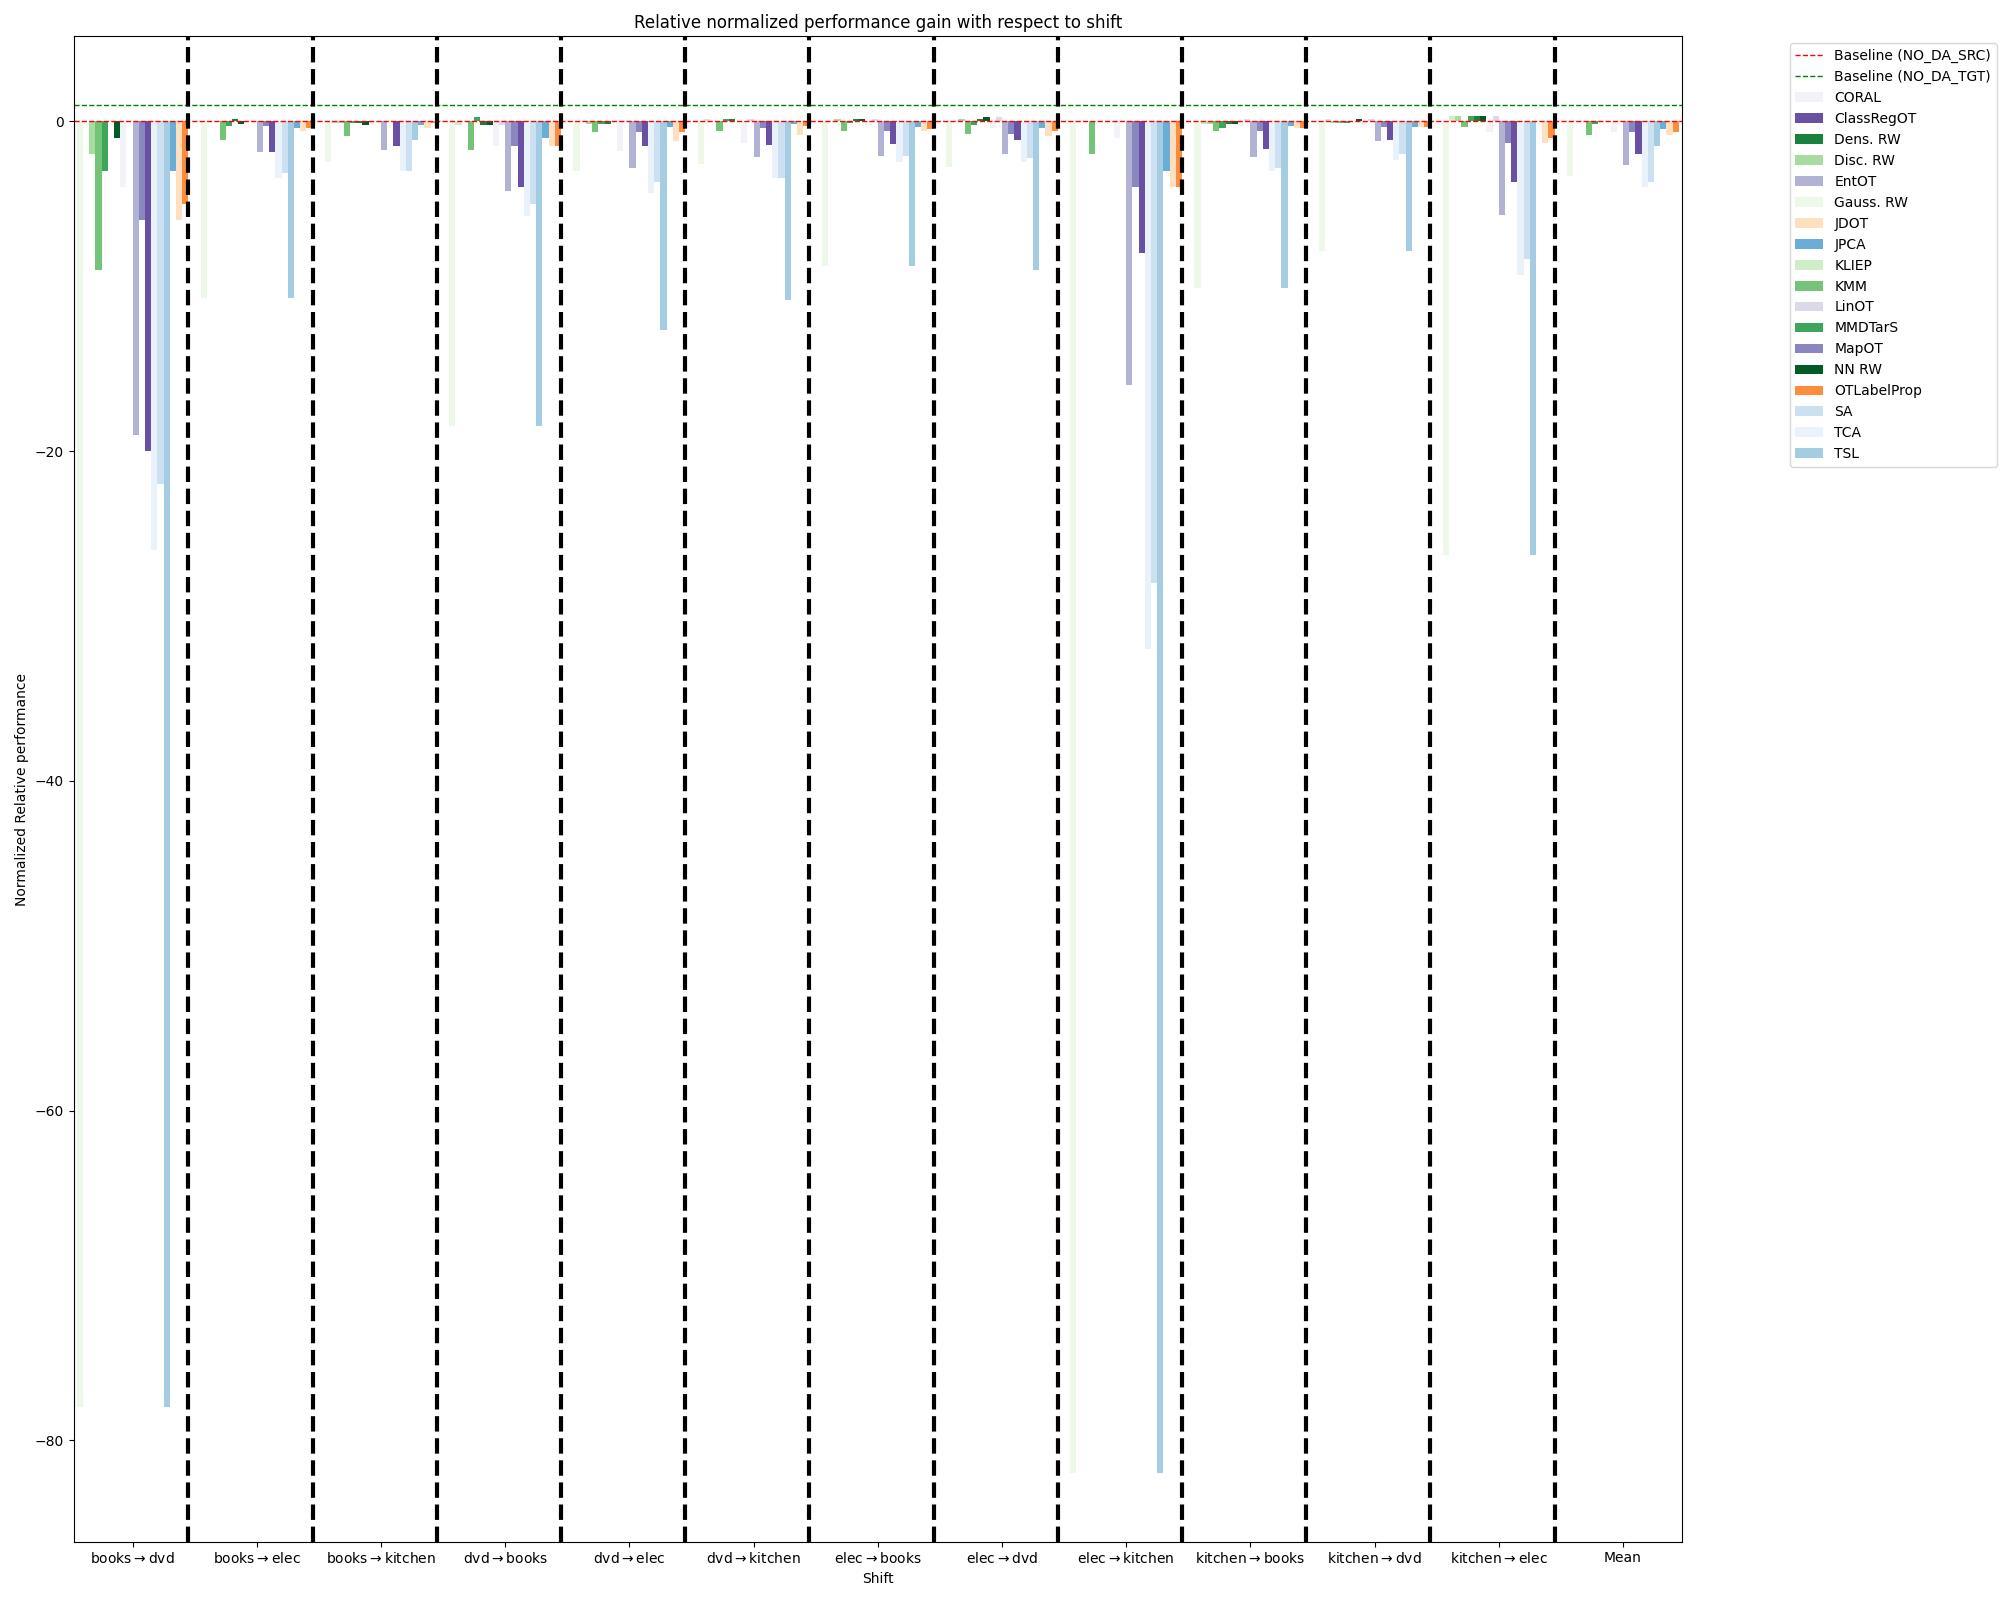 Relative normalized performance gain with respect to shift
Normalized Relative performance
0
−20
−40
−60
−80
books→dvd
books→elec
books→kitchen
dvd→books
dvd→elec
dvd→kitchen
elec→books
elec→dvd
elec→kitchen
kitchen→books
kitchen→dvd
kitchen→elec
Mean
Shift
Baseline (NO_DA_SRC)
Baseline (NO_DA_TGT)
CORAL
ClassRegOT
Dens. RW
Disc. RW
EntOT
Gauss. RW
JDOT
JPCA
KLIEP
KMM
LinOT
MMDTarS
MapOT
NN RW
OTLabelProp
SA
TCA
TSL